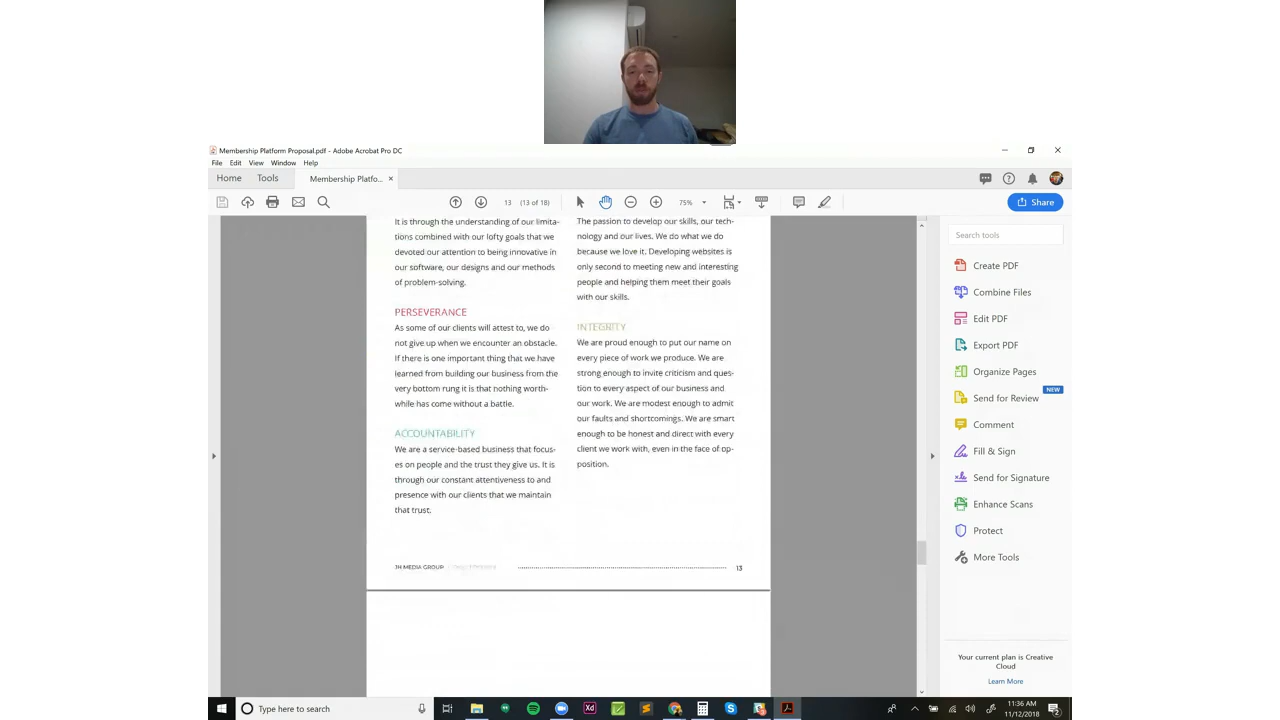 Membership Platform Proposal.pdf - Adobe Acrobat Pro DC
File Edit View Window Help
Home Tools Membership Platfo... ×
13 (13 of 18) 75% Share
It is through the understanding of our limita-
tions combined with our lofty goals that we
devoted our attention to being innovative in
our software, our designs and our methods
of problem-solving.
PERSEVERANCE
As some of our clients will attest to, we do
not give up when we encounter an obstacle.
If there is one important thing that we have
learned from building our business from the
very bottom rung it is that nothing worth-
while has come without a battle.
ACCOUNTABILITY
We are a service-based business that focus-
es on people and the trust they give us. It is
through our constant attentiveness to and
presence with our clients that we maintain
that trust.
The passion to develop our skills, our tech-
nology and our lives. We do what we do
because we love it. Developing websites is
only second to meeting new and interesting
people and helping them meet their goals
with our skills.
INTEGRITY
We are proud enough to put our name on
every piece of work we produce. We are
strong enough to invite criticism and ques-
tion to every aspect of our business and
our work. We are modest enough to admit
our faults and shortcomings. We are smart
enough to be honest and direct with every
client we work with, even in the face of op-
position.
JH MEDIA GROUP
13
Search tools
Create PDF
Combine Files
Edit PDF
Export PDF
Organize Pages
NEW
Send for Review
Comment
Fill & Sign
Send for Signature
Enhance Scans
Protect
More Tools
Your current plan is Creative
Cloud
Learn More
Type here to search
Xd
11:36 AM
11/12/2018
2